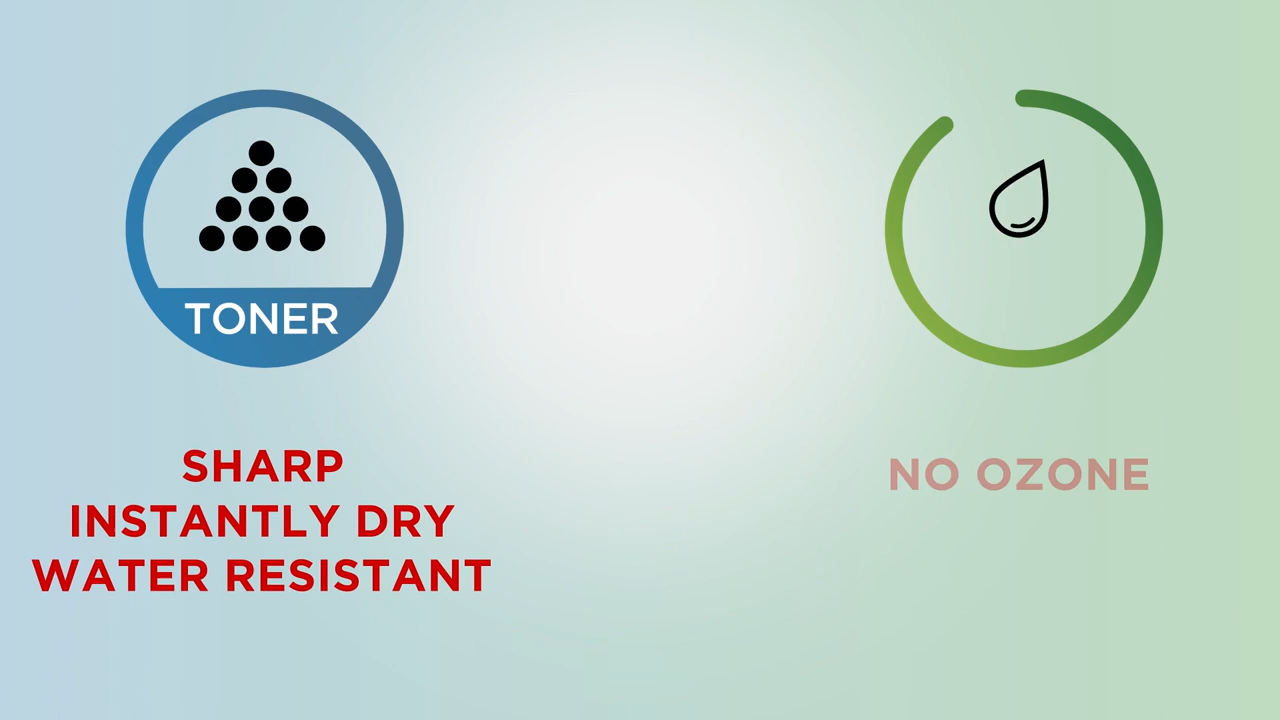 TONER
SHARP
INSTANTLY DRY
WATER RESISTANT
NO OZONE